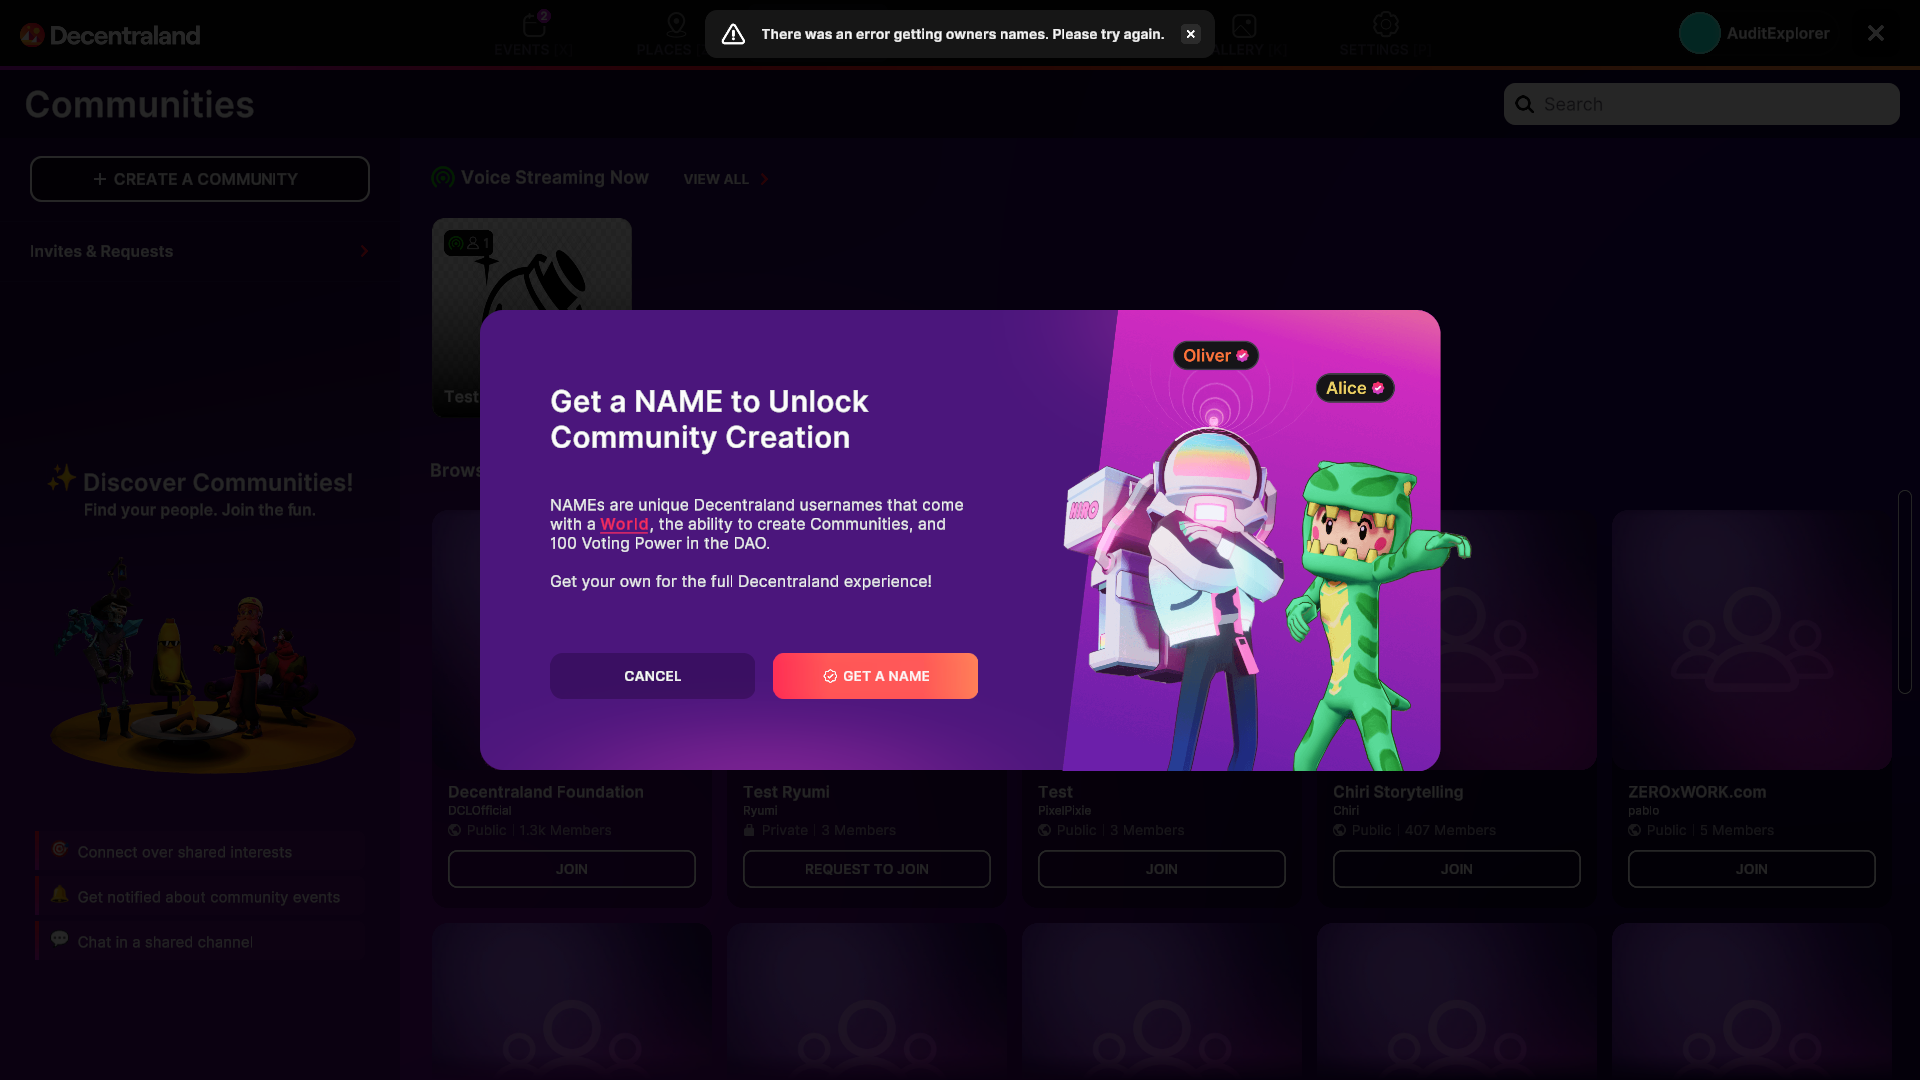 Decentraland
2
EVENTS (X)
PLACES
There was an error getting owners names. Please try again.
SETTINGS (P)
AuditExplorer
Communities
Search
+ CREATE A COMMUNITY
Voice Streaming Now
VIEW ALL
Invites & Requests
1
Test
Oliver
Alice
Get a NAME to Unlock
Community Creation
Brows
Discover Communities!
Find your people. Join the fun.
NAMEs are unique Decentraland usernames that come
with a World, the ability to create Communities, and
100 Voting Power in the DAO.
HIRO
Get your own for the full Decentraland experience!
CANCEL
GET A NAME
Decentraland Foundation
DCLOfficial
Public | 1.3k Members
JOIN
Test Ryumi
Ryumi
Private | 3 Members
REQUEST TO JOIN
Test
PixelPixie
Public | 3 Members
JOIN
Chiri Storytelling
Chiri
Public | 407 Members
JOIN
ZEROxWORK.com
pablo
Public | 5 Members
JOIN
Connect over shared interests
Get notified about community events
Chat in a shared channel